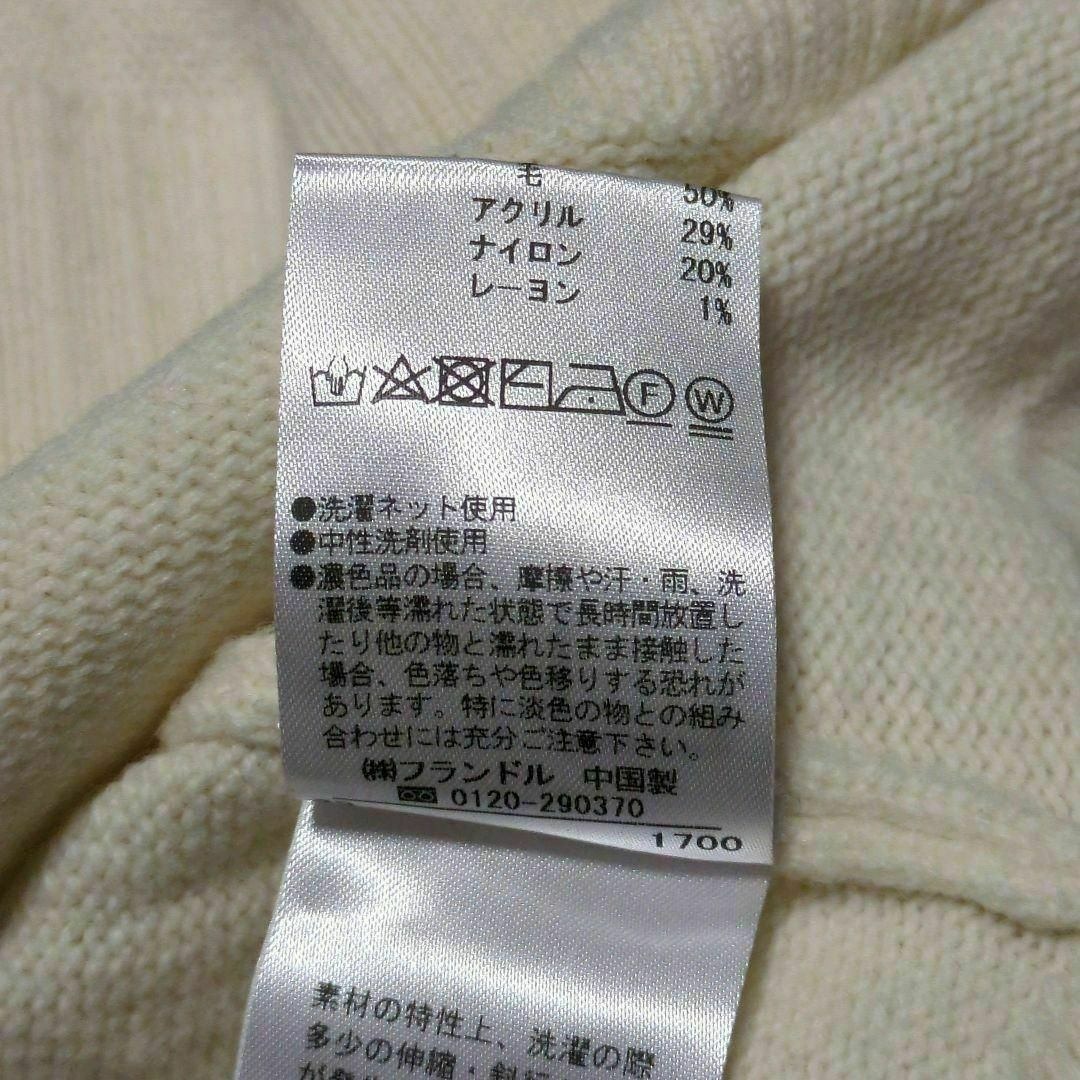 毛 50%
アクリル 29%
ナイロン 20%
レーヨン 1%
F W
●洗濯ネット使用
●中性洗剤使用
●濃色品の場合、摩擦や汗・雨、洗
濯後等濡れた状態で長時間放置し
たり他の物と濡れたまま接触した
場合、色落ちや色移りする恐れが
あります。特に淡色の物との組み
合わせには充分ご注意下さい。
㈱フランドル 中国製
0120-290370
1700
素材の特性上、洗濯の際
多少の伸縮・斜行